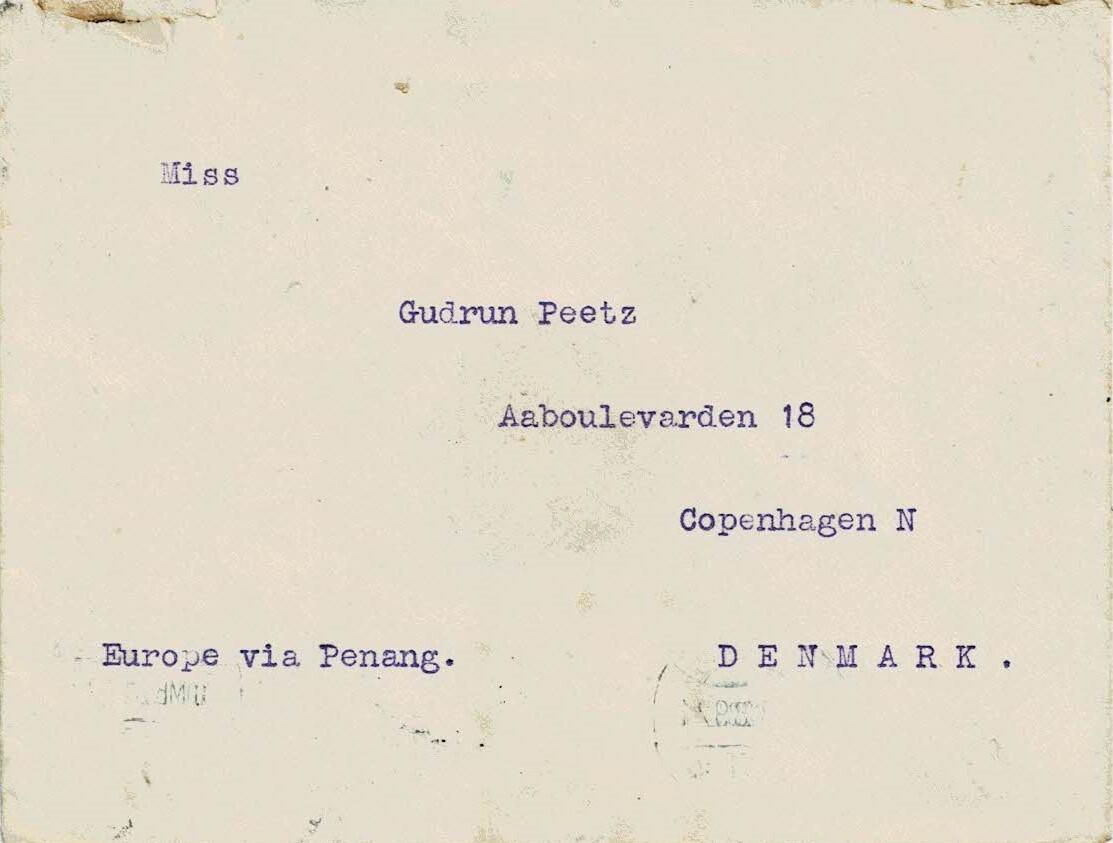 Miss
Gudrun Peetz
Aaboulevarden 18
Copenhagen N
Europe via Penang.
D E N M A R K .